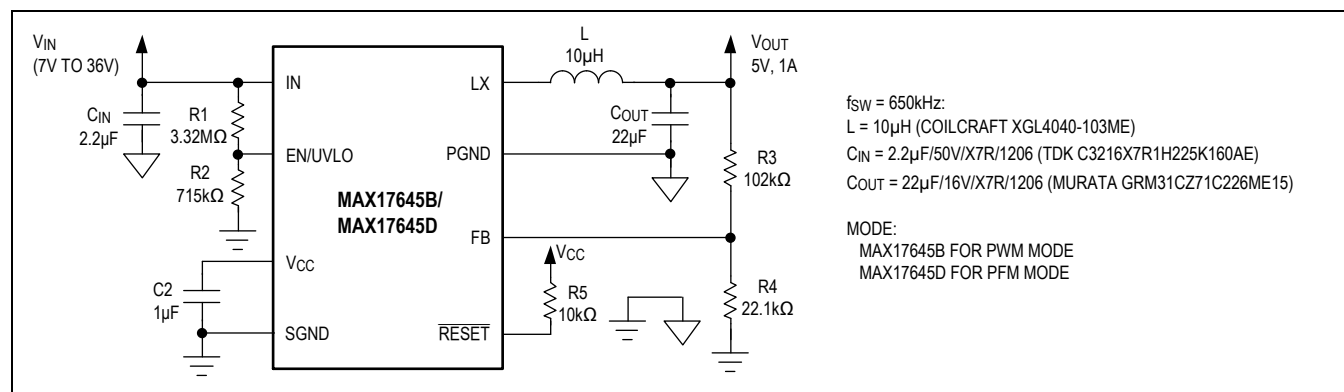 VIN
(7V TO 36V)
CIN
2.2µF
R1
3.32MΩ
R2
715kΩ
C2
1µF
IN
EN/UVLO
VCC
SGND
MAX17645B/
MAX17645D
LX
PGND
FB
RESET
L
10µH
COUT
22µF
VOUT
5V, 1A
R3
102kΩ
VCC
R5
10kΩ
R4
22.1kΩ
fSW = 650kHz:
L = 10µH (COILCRAFT XGL4040-103ME)
CIN = 2.2µF/50V/X7R/1206 (TDK C3216X7R1H225K160AE)
COUT = 22µF/16V/X7R/1206 (MURATA GRM31CZ71C226ME15)
MODE:
MAX17645B FOR PWM MODE
MAX17645D FOR PFM MODE